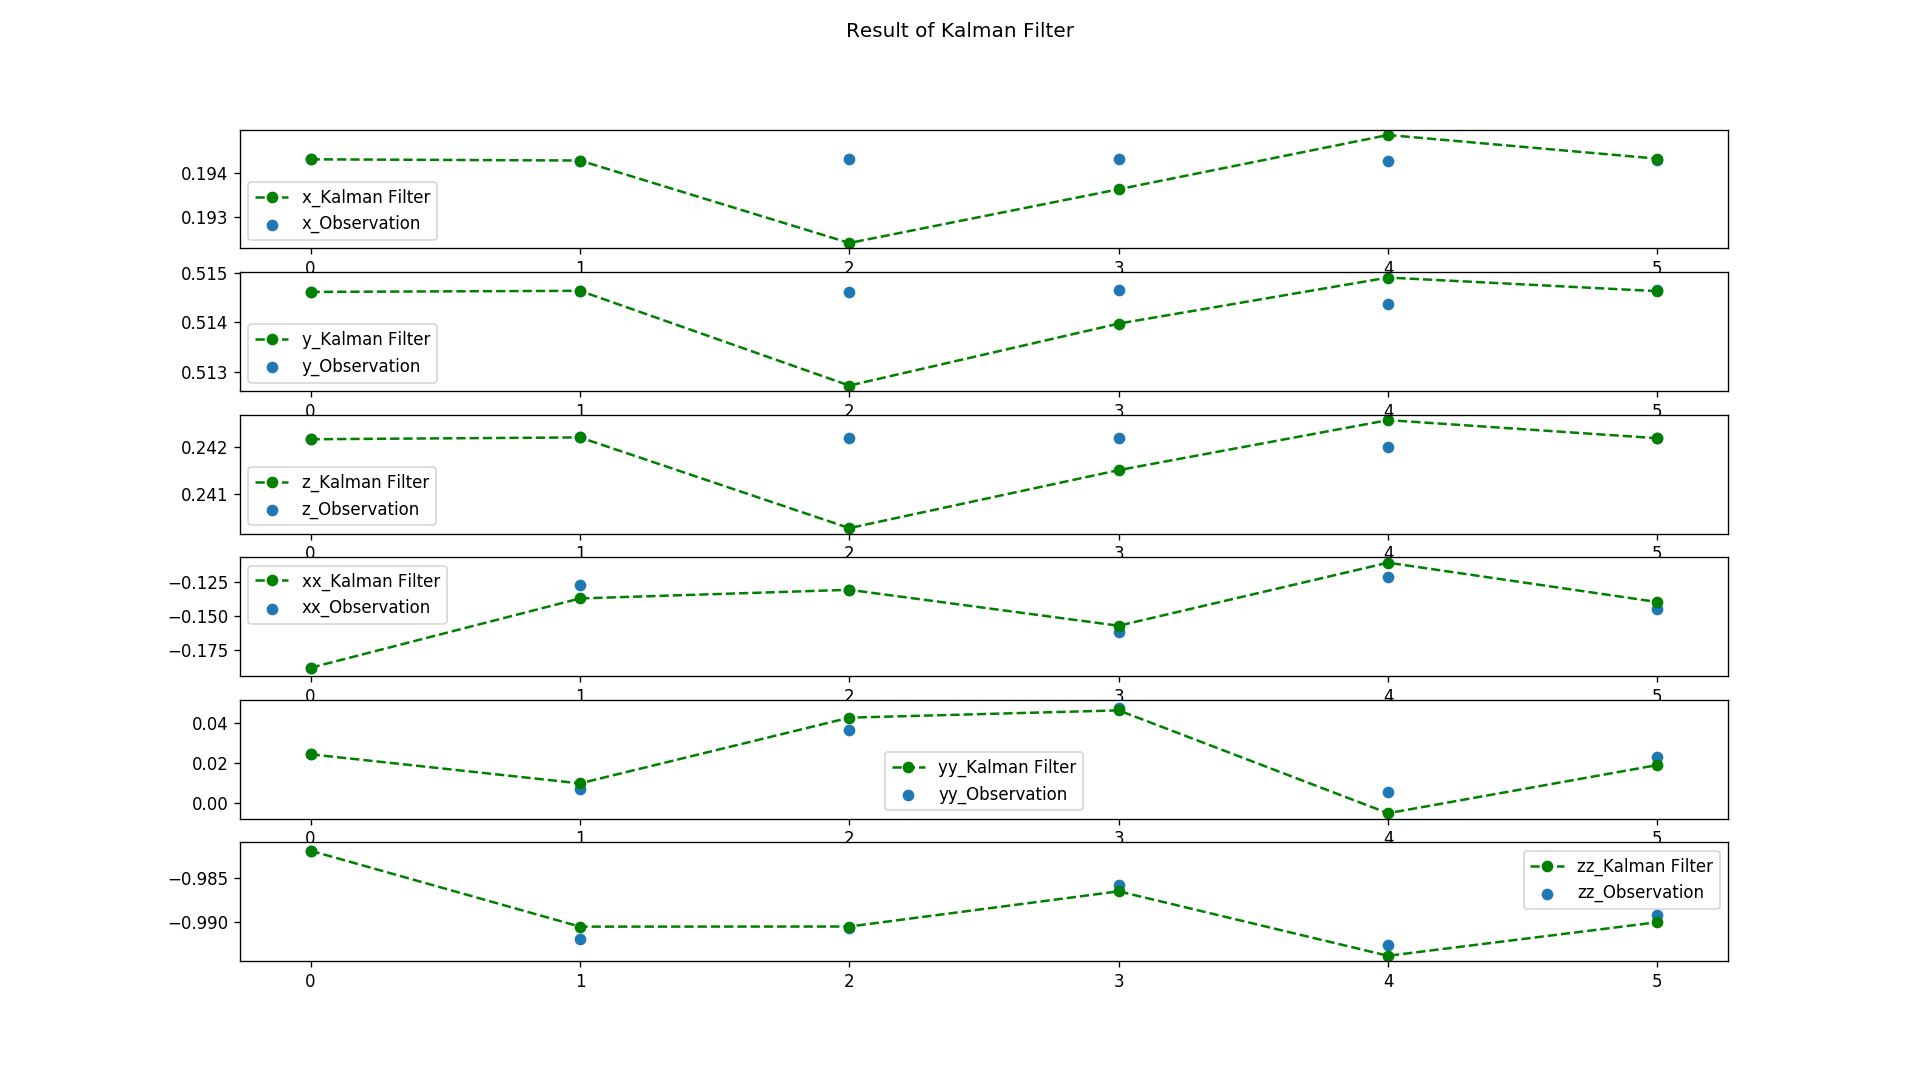 Result of Kalman Filter
0.194
0.193
x_Kalman Filter
x_Observation
0 1 2 3 4 5
0.515
0.514
0.513
y_Kalman Filter
y_Observation
0 1 2 3 4 5
0.242
0.241
z_Kalman Filter
z_Observation
0 1 2 3 4 5
−0.125
−0.150
−0.175
xx_Kalman Filter
xx_Observation
0 1 2 3 4 5
0.04
0.02
0.00
yy_Kalman Filter
yy_Observation
0 1 2 3 4 5
−0.985
−0.990
zz_Kalman Filter
zz_Observation
0 1 2 3 4 5